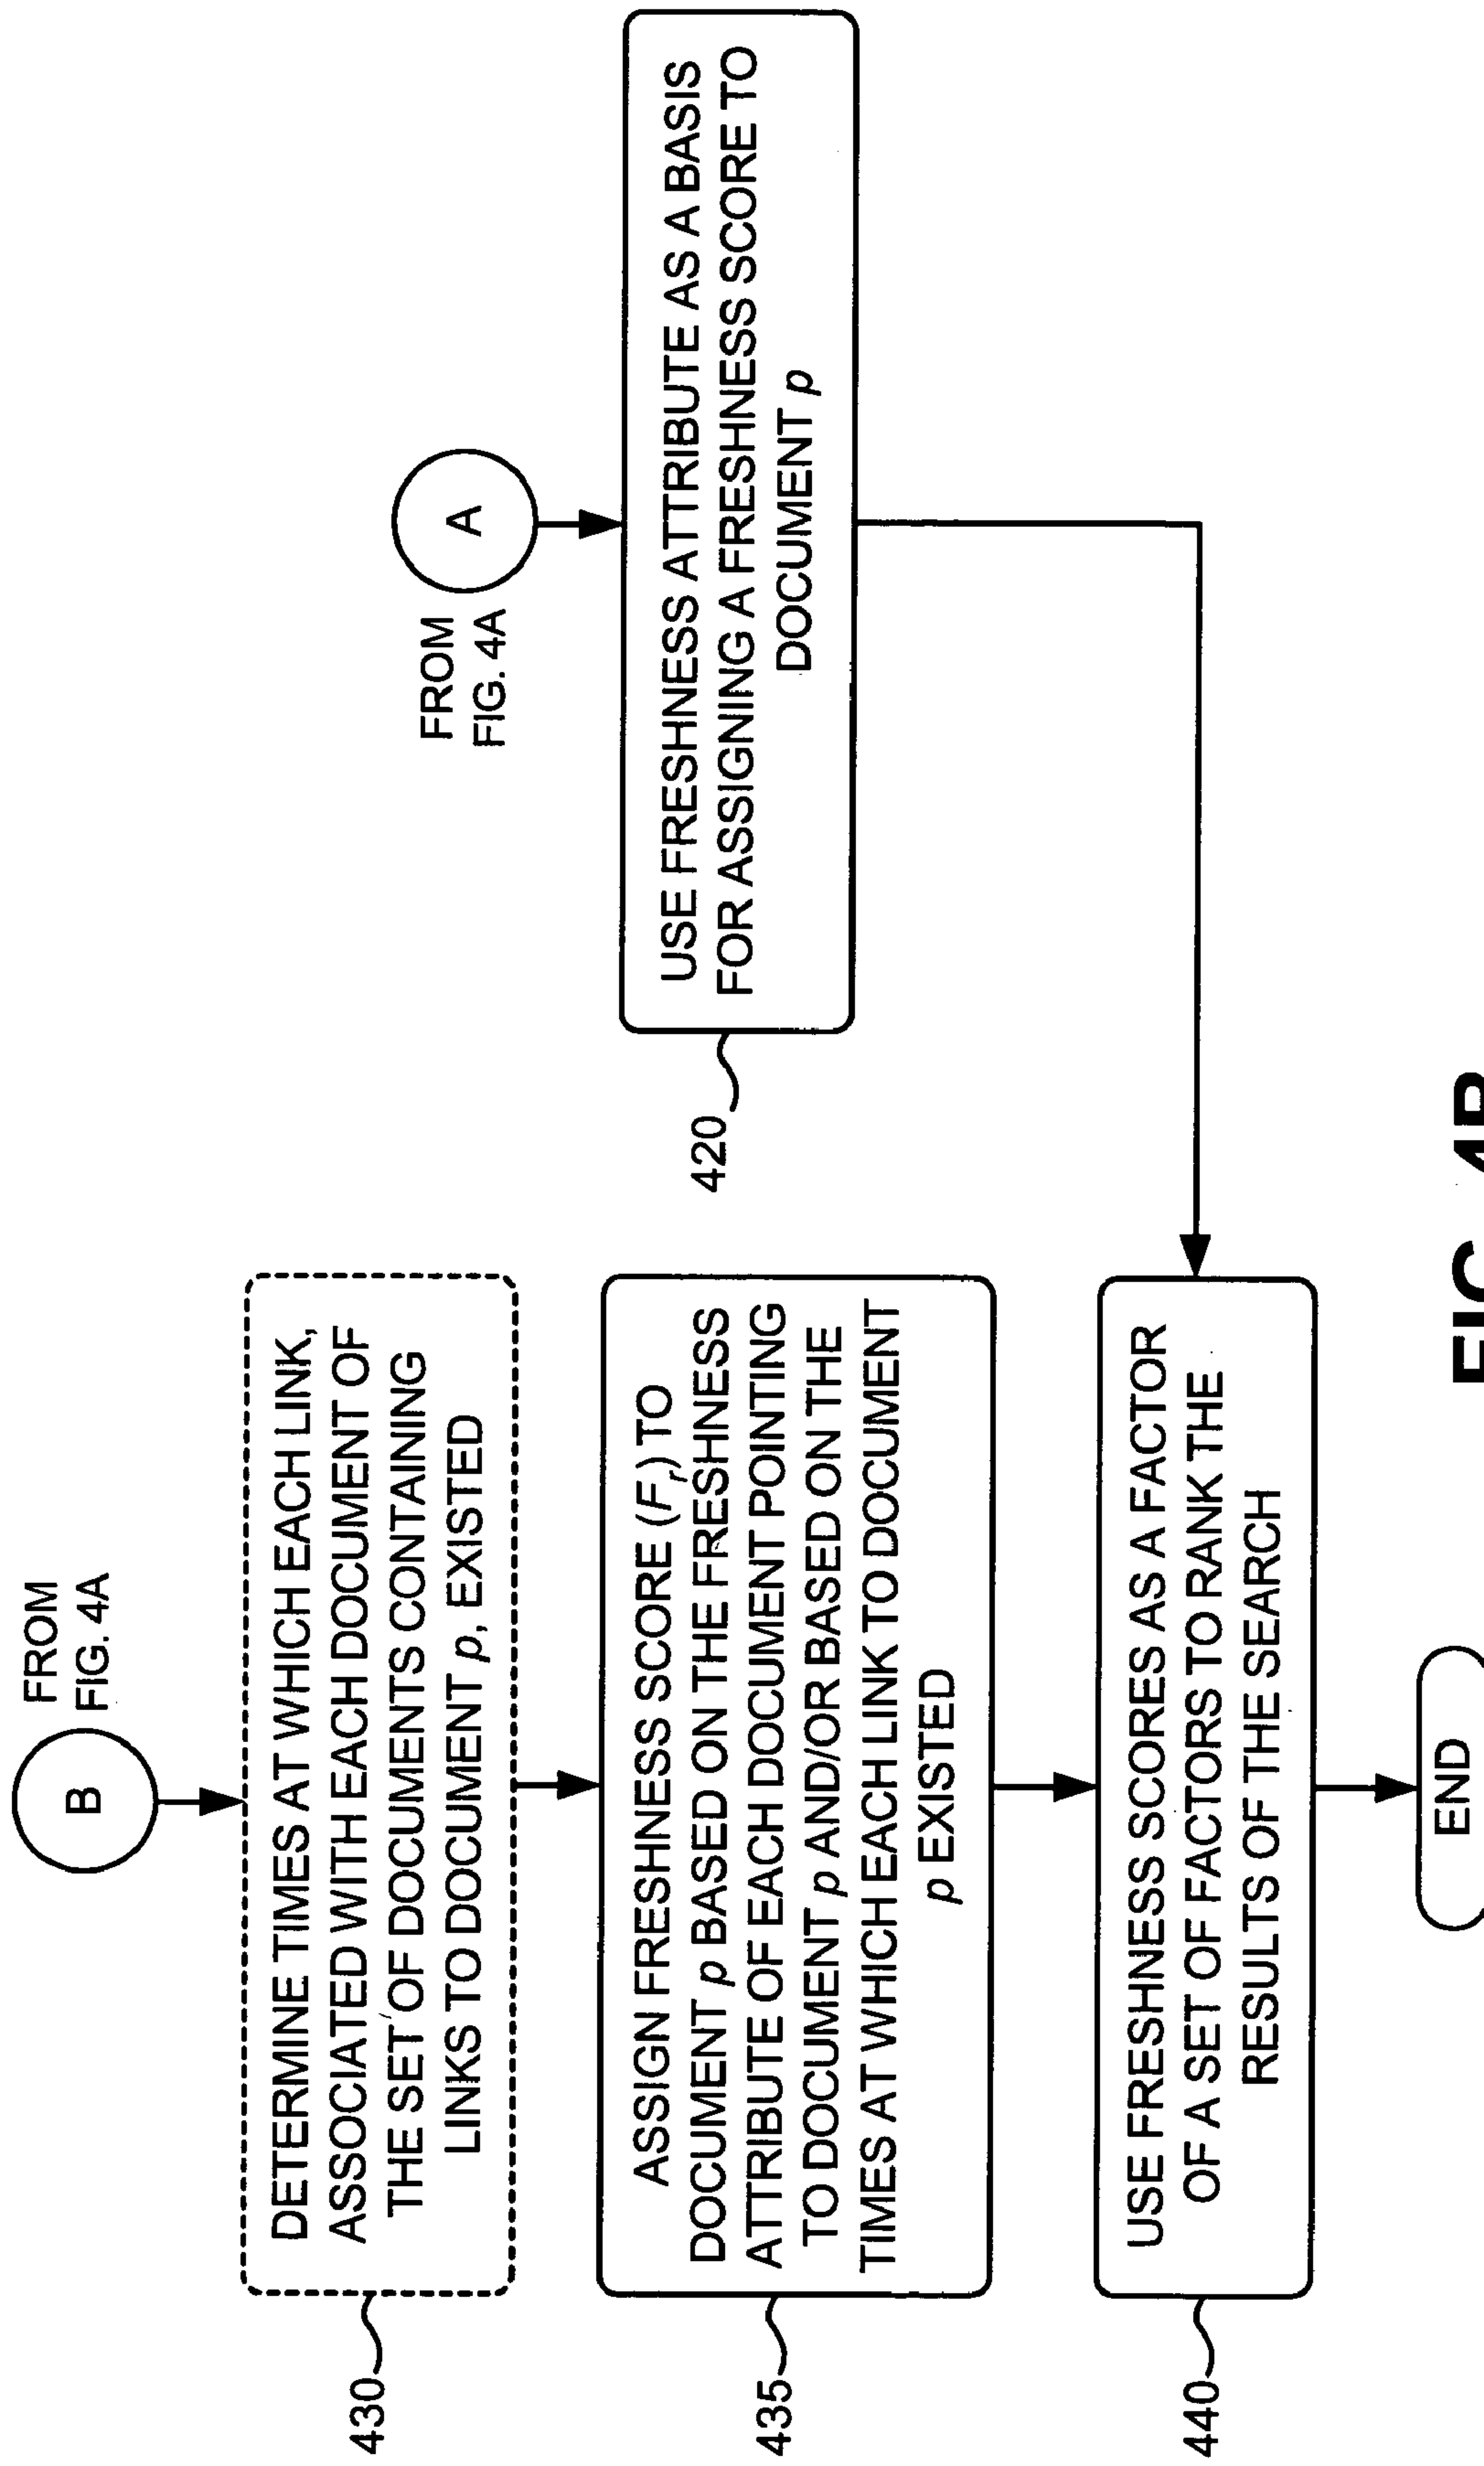 B
FROM
FIG. 4A
430
DETERMINE TIMES AT WHICH EACH LINK,
ASSOCIATED WITH EACH DOCUMENT OF
THE SET OF DOCUMENTS CONTAINING
LINKS TO DOCUMENT p, EXISTED
435
ASSIGN FRESHNESS SCORE (Fr) TO
DOCUMENT p BASED ON THE FRESHNESS
ATTRIBUTE OF EACH DOCUMENT POINTING
TO DOCUMENT p AND/OR BASED ON THE
TIMES AT WHICH EACH LINK TO DOCUMENT
p EXISTED
FROM
FIG. 4A
A
420
USE FRESHNESS ATTRIBUTE AS A BASIS
FOR ASSIGNING A FRESHNESS SCORE TO
DOCUMENT p
440
USE FRESHNESS SCORES AS A FACTOR
OF A SET OF FACTORS TO RANK THE
RESULTS OF THE SEARCH
END
FIG. 4B